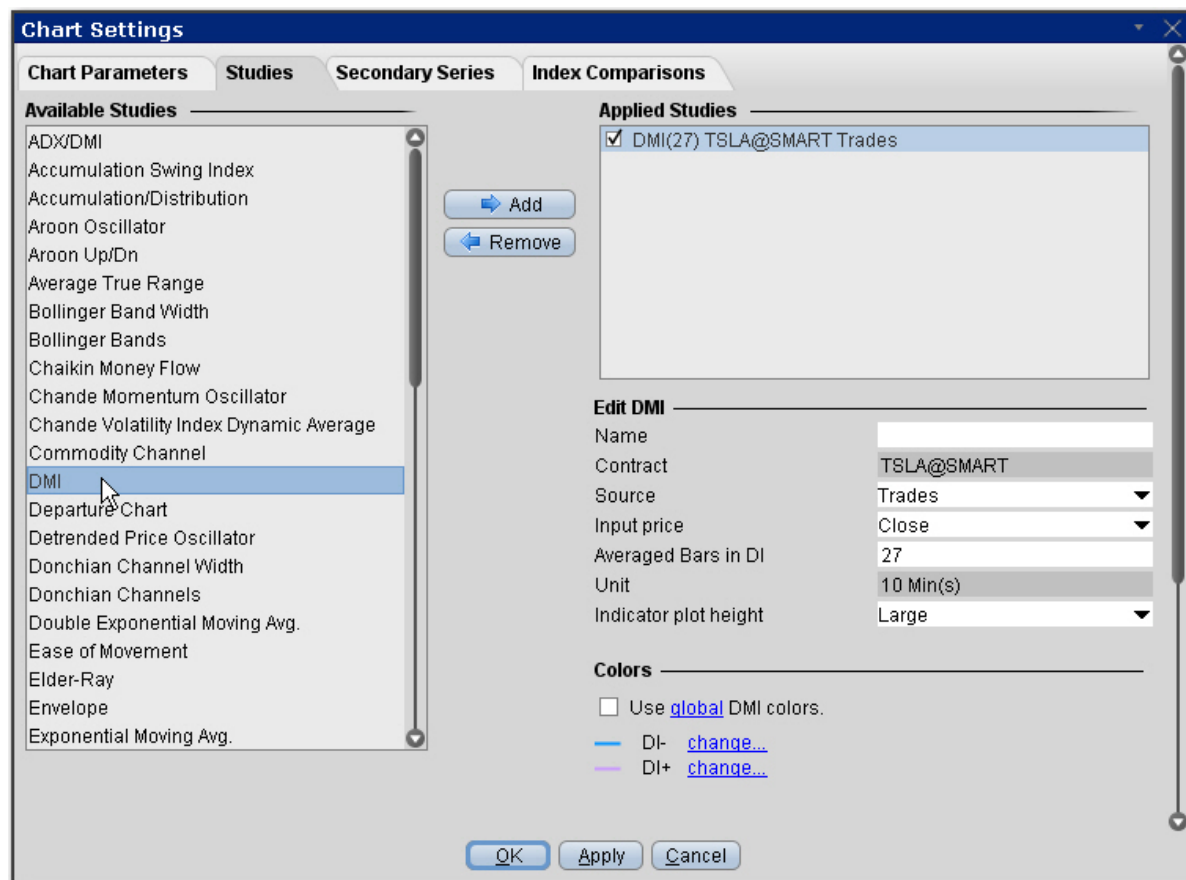 Chart Settings
Chart Parameters Studies Secondary Series Index Comparisons
Available Studies
ADX/DMI
Accumulation Swing Index
Accumulation/Distribution
Aroon Oscillator
Aroon Up/Dn
Average True Range
Bollinger Band Width
Bollinger Bands
Chaikin Money Flow
Chande Momentum Oscillator
Chande Volatility Index Dynamic Average
Commodity Channel
DMI
Departure Chart
Detrended Price Oscillator
Donchian Channel Width
Donchian Channels
Double Exponential Moving Avg.
Ease of Movement
Elder-Ray
Envelope
Exponential Moving Avg.
Add
Remove
Applied Studies
DMI(27) TSLA@SMART Trades
Edit DMI
Name
Contract TSLA@SMART
Source Trades
Input price Close
Averaged Bars in DI 27
Unit 10 Min(s)
Indicator plot height Large
Colors
Use global DMI colors.
DI- change...
DI+ change...
OK Apply Cancel